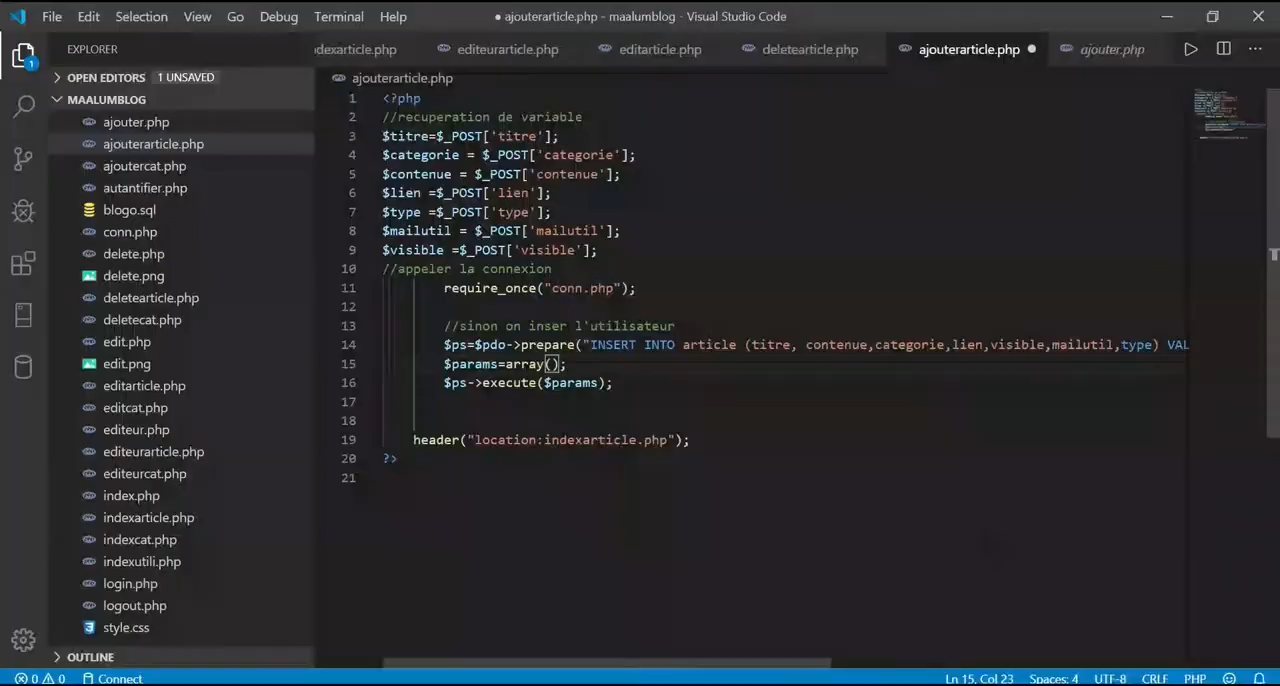 File Edit Selection View Go Debug Terminal Help
● ajouterarticle.php - maalumblog - Visual Studio Code
EXPLORER
dexarticle.php editeurarticle.php editarticle.php deletearticle.php ajouterarticle.php ajouter.php
OPEN EDITORS 1 UNSAVED
MAALUMBLOG
ajouter.php
ajouterarticle.php
ajoutercat.php
autantifier.php
blogo.sql
conn.php
delete.php
delete.png
deletearticle.php
deletecat.php
edit.php
edit.png
editarticle.php
editcat.php
editeur.php
editeurarticle.php
editeurcat.php
index.php
indexarticle.php
indexcat.php
indexutili.php
login.php
logout.php
style.css
OUTLINE
1
ajouterarticle.php
1 <?php
2 //recuperation de variable
3 $titre=$_POST['titre'];
4 $categorie = $_POST['categorie'];
5 $contenue = $_POST['contenue'];
6 $lien =$_POST['lien'];
7 $type =$_POST['type'];
8 $mailutil = $_POST['mailutil'];
9 $visible =$_POST['visible'];
10 //appeler la connexion
11 require_once("conn.php");
12
13 //sinon on inser l'utilisateur
14 $ps=$pdo->prepare("INSERT INTO article (titre, contenue,categorie,lien,visible,mailutil,type) VAL
15 $params=array();
16 $ps->execute($params);
17
18
19 header("location:indexarticle.php");
20 ?>
21
0 0 Connect
Ln 15, Col 23 Spaces: 4 UTF-8 CRLF PHP